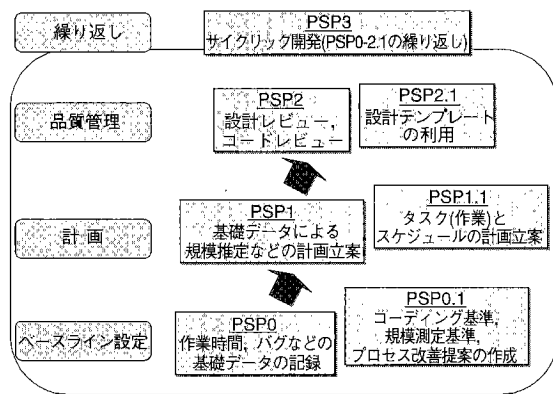 繰り返し
PSP3
サイクリック開発(PSP0-2.1の繰り返し)
品質管理
PSP2
設計レビュー,
コードレビュー
PSP2.1
設計テンプレート
の利用
計画
PSP1
基礎データによる
規模推定などの計画立案
PSP1.1
タスク(作業)と
スケジュールの計画立案
ベースライン設定
PSP0
作業時間, バグなどの
基礎データの記録
PSP0.1
コーディング基準,
規模測定基準,
プロセス改善提案の作成